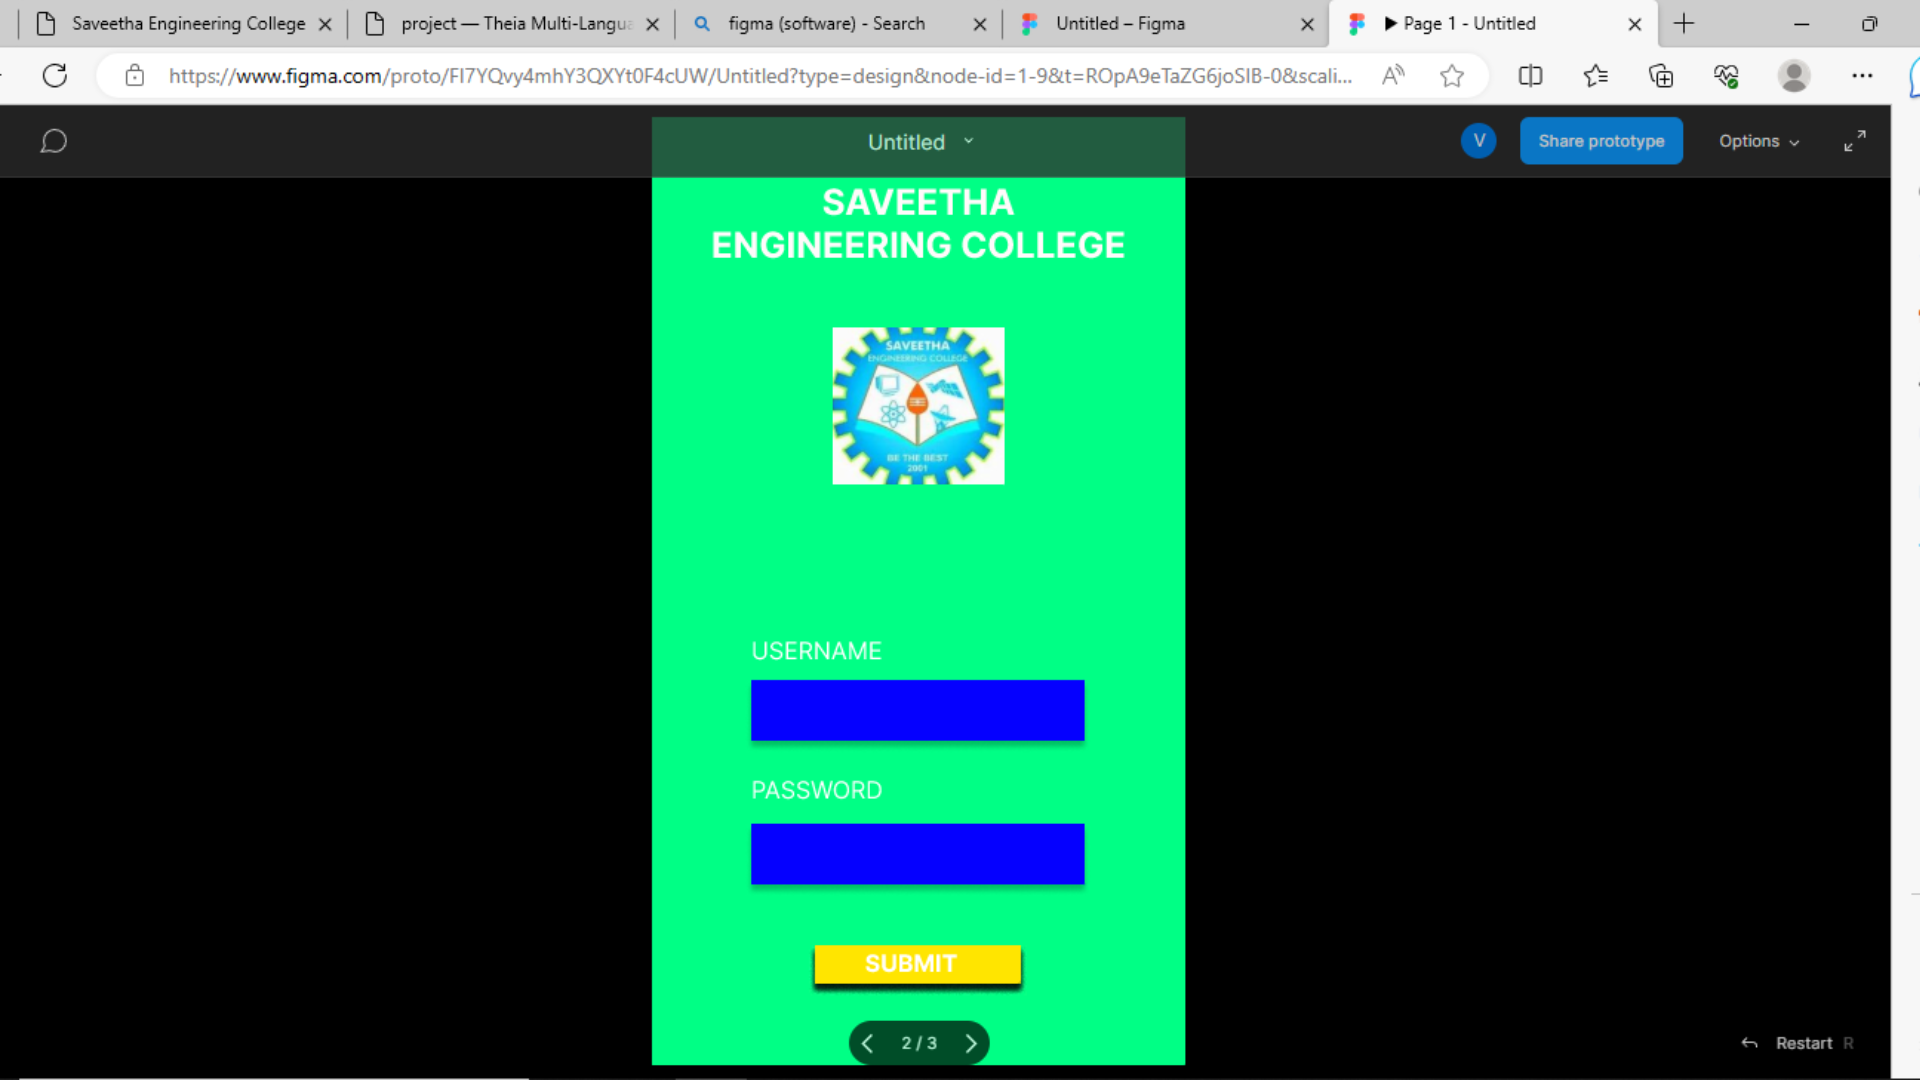 Saveetha Engineering College
project — Theia Multi-Langua
figma (software) - Search
Untitled – Figma
▶ Page 1 - Untitled
https://www.figma.com/proto/FI7YQvy4mhY3QXYt0F4cUW/Untitled?type=design&node-id=1-9&t=ROpA9eTaZG6joSIB-0&scali...
Untitled
V
Share prototype
Options
SAVEETHA
ENGINEERING COLLEGE
SAVEETHA
ENGINEERING COLLEGE
BE THE BEST
2001
USERNAME
PASSWORD
SUBMIT
2 / 3
Restart R